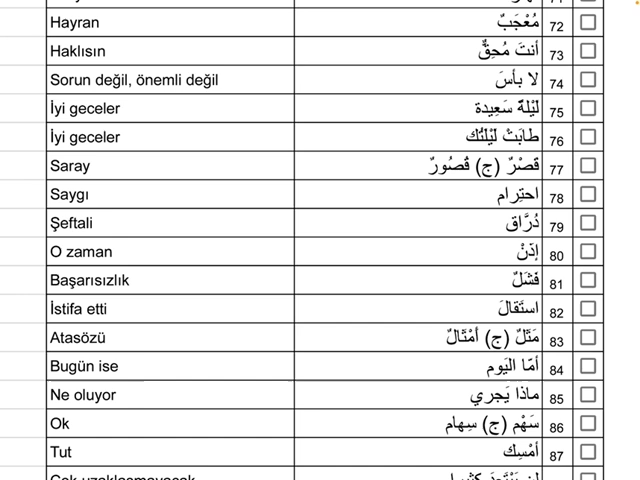 Hayran مُعْجَبٌ 72
Haklısın أنتَ مُحِقٌّ 73
Sorun değil, önemli değil لا بأسَ 74
İyi geceler لَيْلةً سَعِيدة 75
İyi geceler طابَتْ لَيْلَتُك 76
Saray قَصْرٌ (ج) قُصُورٌ 77
Saygı احتِرام 78
Şeftali دُرَّاق 79
O zaman إذَنْ 80
Başarısızlık فَشَلٌ 81
İstifa etti استَقالَ 82
Atasözü مَثَلٌ (ج) أمْثالٌ 83
Bugün ise أمّا اليَوم 84
Ne oluyor ماذا يَجري 85
Ok سَهْم (ج) سِهام 86
Tut أمْسِك 87